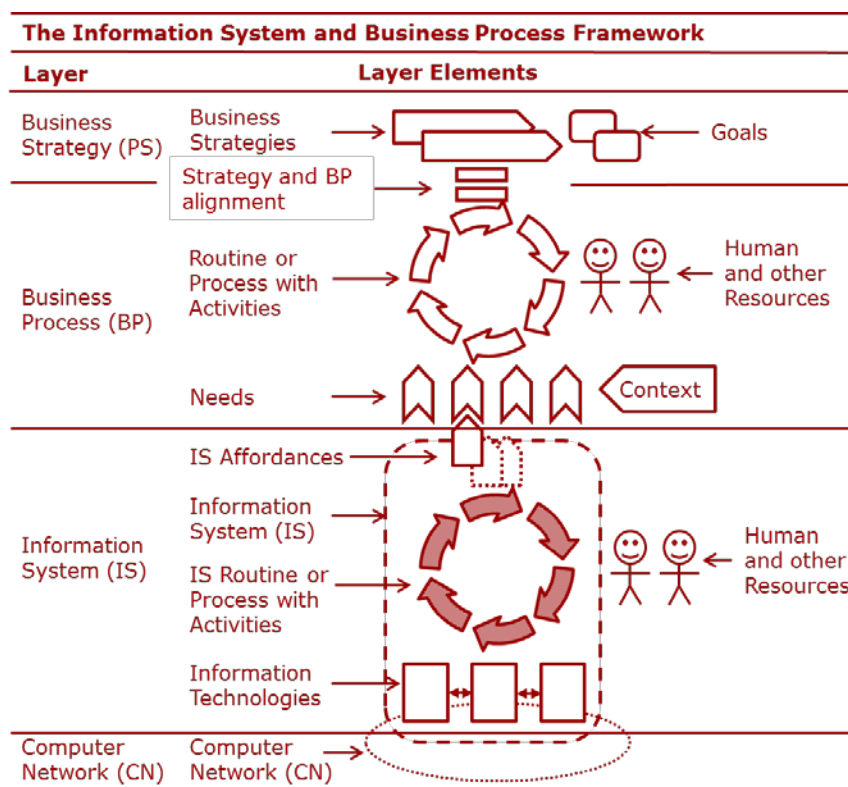 The Information System and Business Process Framework
Layer
Layer Elements
Business
Strategy (PS)
Business
Strategies
Goals
Strategy and BP
alignment
Business
Process (BP)
Routine or
Process with
Activities
Human
and other
Resources
Needs
Context
IS Affordances
Information
System (IS)
Information
System (IS)
IS Routine or
Process with
Activities
Human
and other
Resources
Information
Technologies
Computer
Network (CN)
Computer
Network (CN)